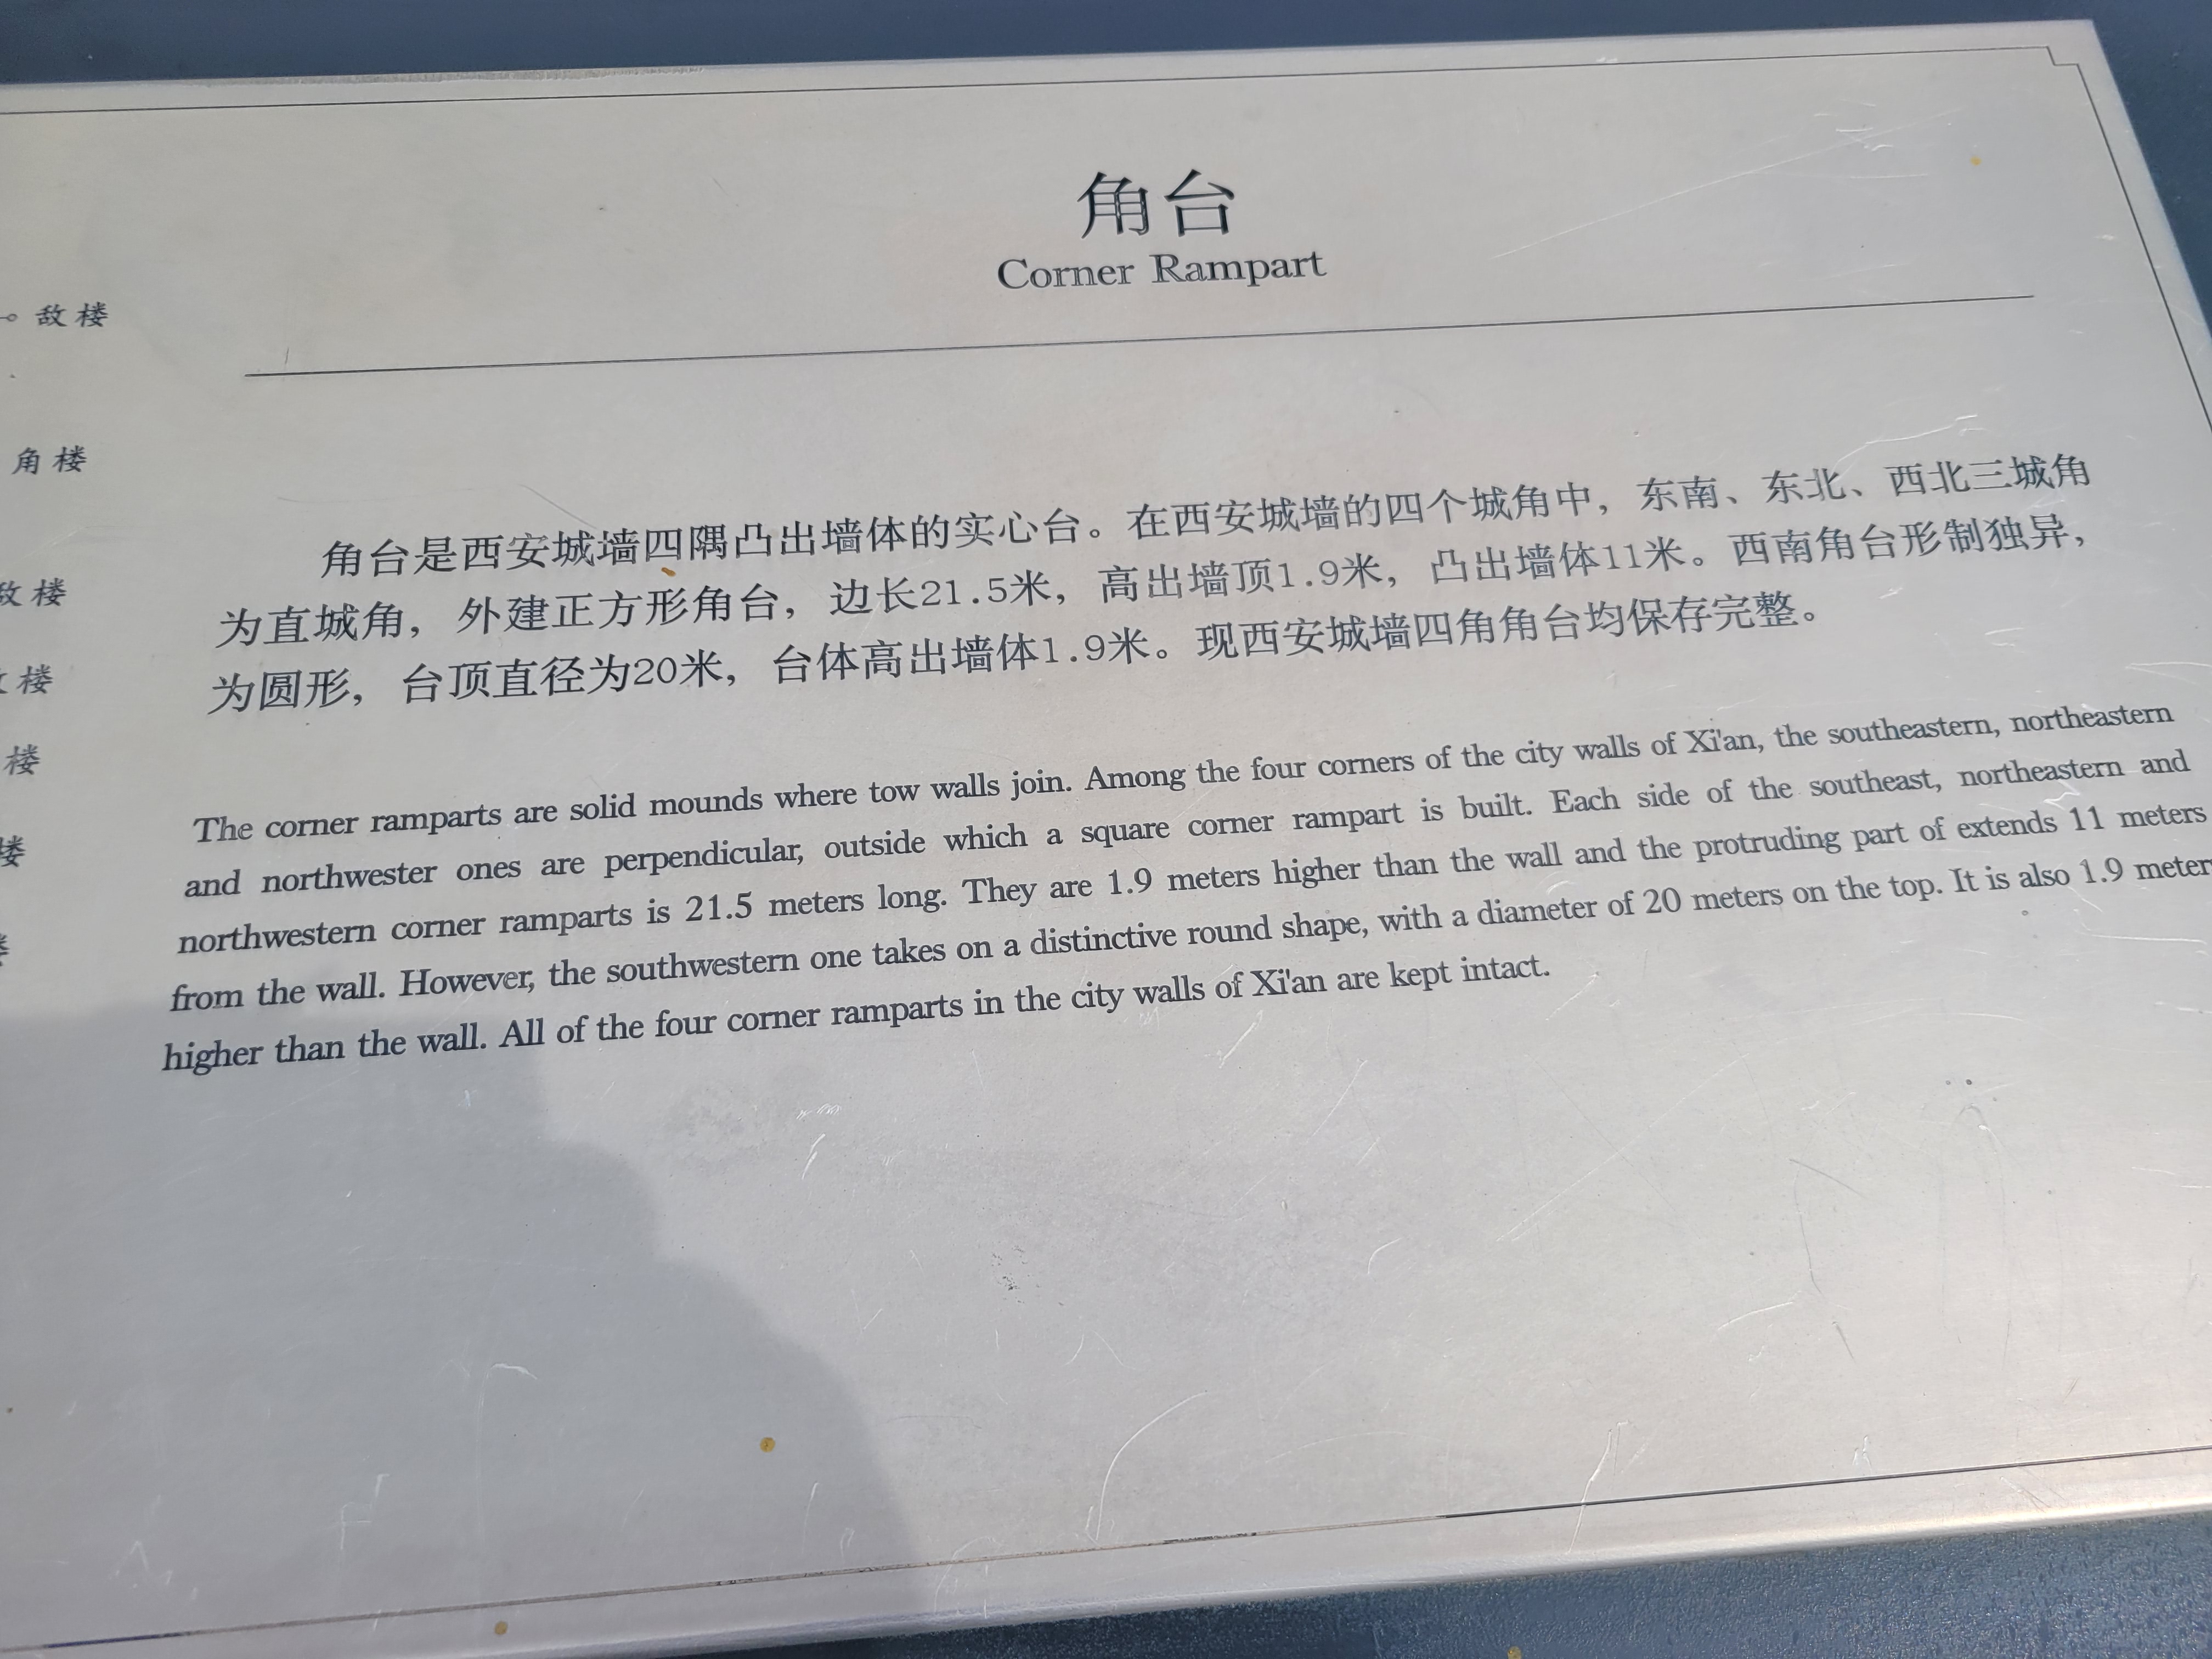 角台
Corner Rampart
敌楼
角楼
敌楼
楼
楼
楼
角台是西安城墙四隅凸出墙体的实心台。在西安城墙的四个城角中，东南、东北、西北三城角
为直城角，外建正方形角台，边长21.5米，高出墙顶1.9米，凸出墙体11米。西南角台形制独异，
为圆形，台顶直径为20米，台体高出墙体1.9米。现西安城墙四角角台均保存完整。
The corner ramparts are solid mounds where tow walls join. Among the four corners of the city walls of Xi'an, the southeastern, northeastern
and northwester ones are perpendicular, outside which a square corner rampart is built. Each side of the southeast, northeastern and
northwestern corner ramparts is 21.5 meters long. They are 1.9 meters higher than the wall and the protruding part of extends 11 meters
from the wall. However, the southwestern one takes on a distinctive round shape, with a diameter of 20 meters on the top. It is also 1.9 meter
higher than the wall. All of the four corner ramparts in the city walls of Xi'an are kept intact.